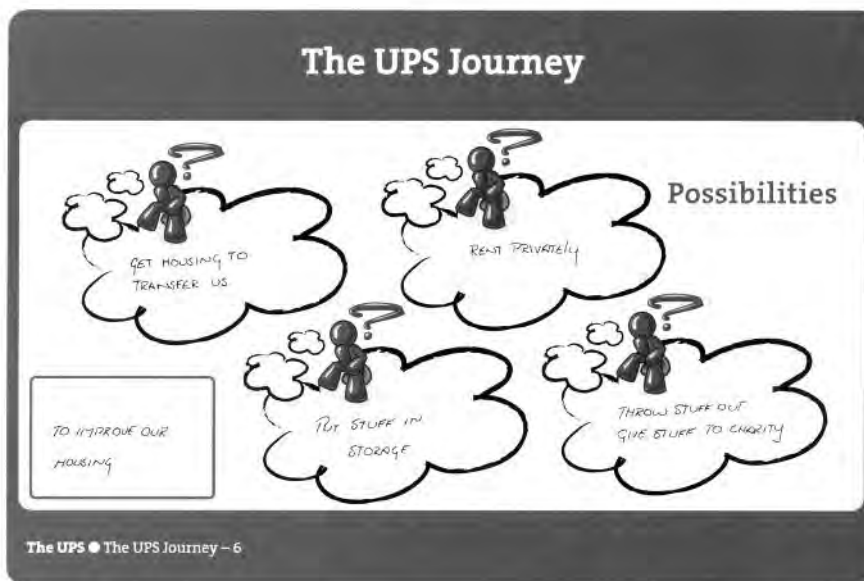 The UPS Journey
Possibilities
GET HOUSING TO
TRANSFER US
RENT PRIVATELY
PUT STUFF IN
STORAGE
THROW STUFF OUT
GIVE STUFF TO CHARITY
TO IMPROVE OUR
HOUSING
The UPS ● The UPS Journey – 6